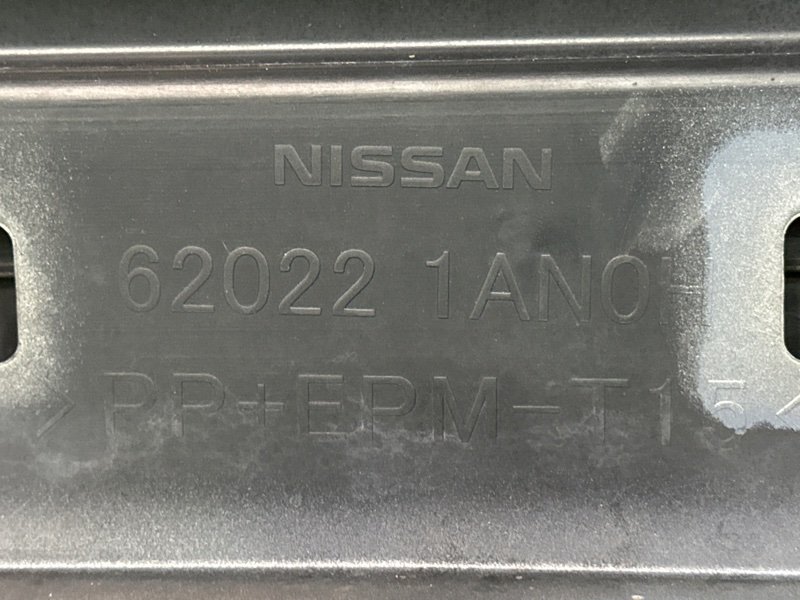 NISSAN
62022 1AN0H
>PP+EPM-T15<